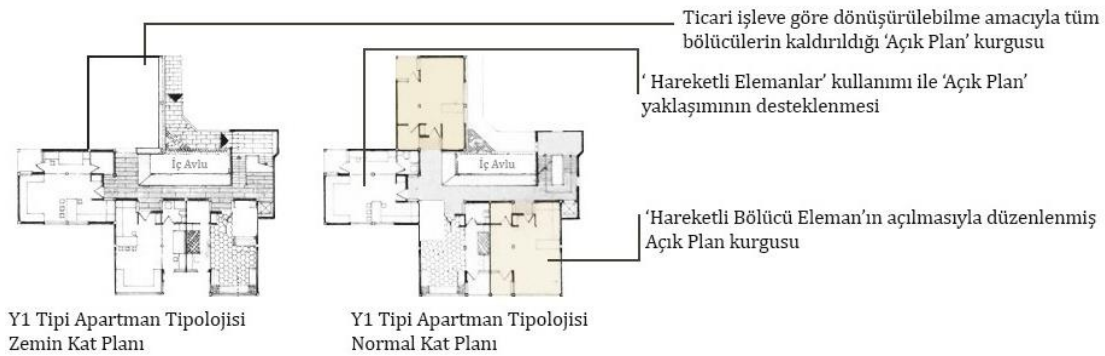 Ticari işleve göre dönüşürülebilme amacıyla tüm
bölücülerin kaldırıldığı ‘Açık Plan’ kurgusu
‘ Hareketli Elemanlar’ kullanımı ile ‘Açık Plan’
yaklaşımının desteklenmesi
İç Avlu
İç Avlu
‘Hareketli Bölücü Eleman’ın açılmasıyla düzenlenmiş
Açık Plan kurgusu
Y1 Tipi Apartman Tipolojisi
Zemin Kat Planı
Y1 Tipi Apartman Tipolojisi
Normal Kat Planı